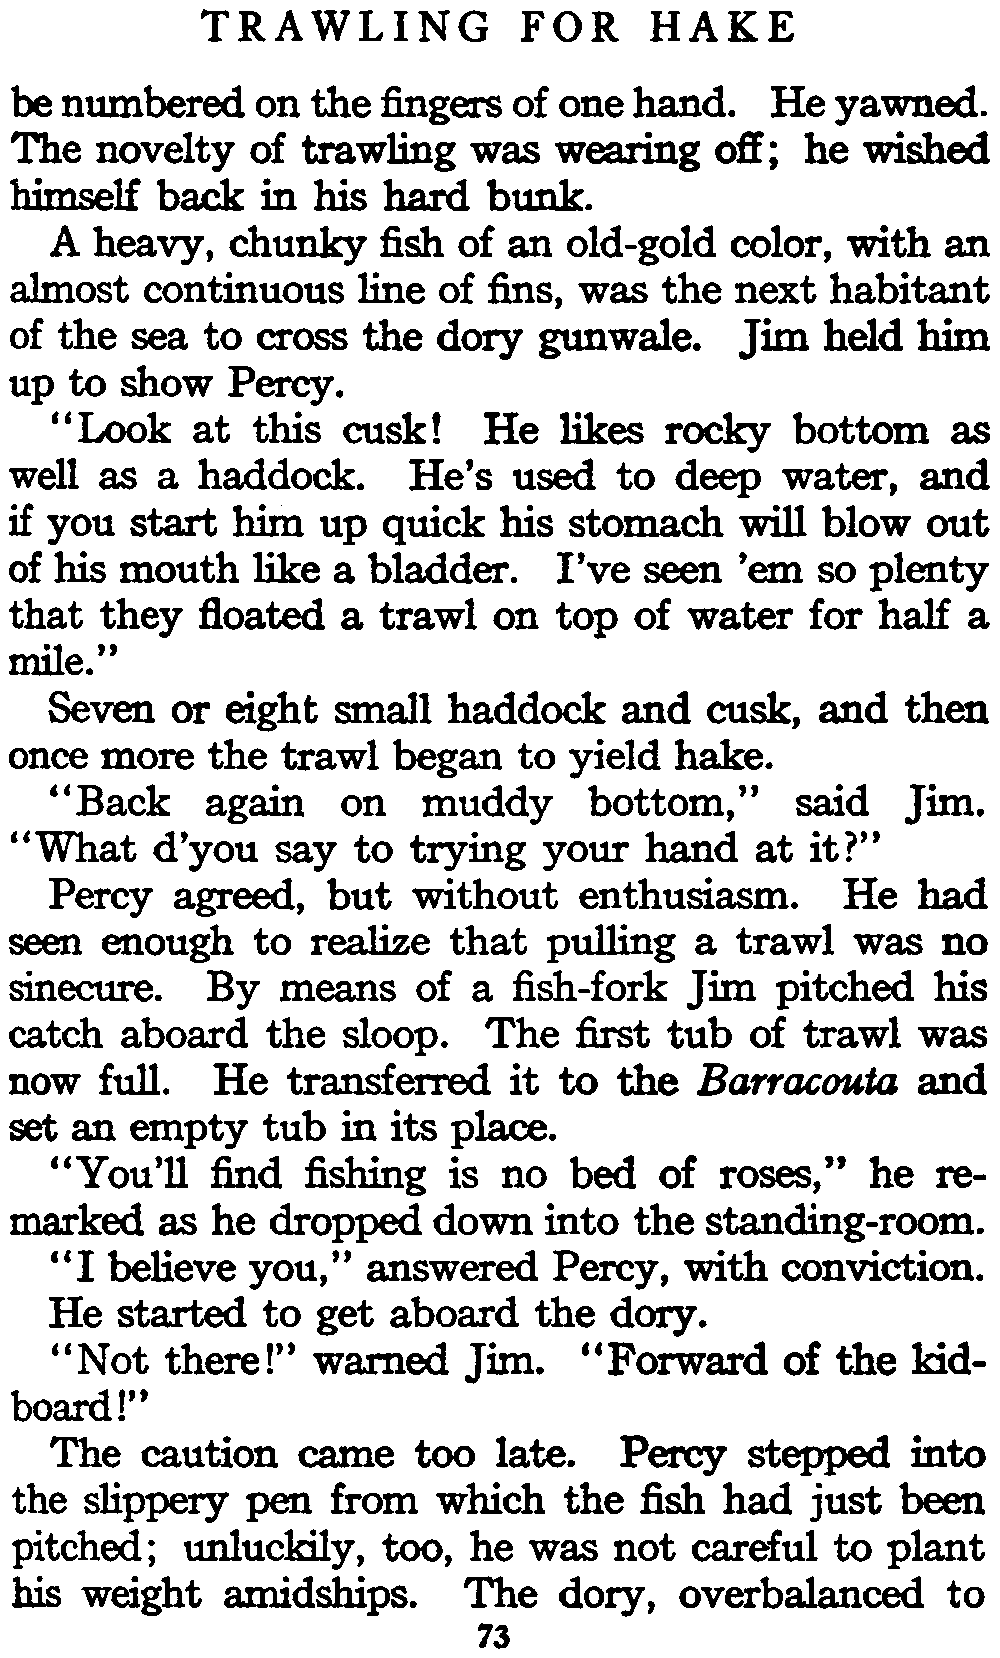 TRAWLING FOR HAKE
be numbered on the fingers of one hand. He yawned.
The novelty of trawling was wearing off; he wished
himself back in his hard bunk.
A heavy, chunky fish of an old-gold color, with an
almost continuous line of fins, was the next habitant
of the sea to cross the dory gunwale. Jim held him
up to show Percy.
"Look at this cusk! He likes rocky bottom as
well as a haddock. He's used to deep water, and
if you start him up quick his stomach will blow out
of his mouth like a bladder. I've seen 'em so plenty
that they floated a trawl on top of water for half a
mile."
Seven or eight small haddock and cusk, and then
once more the trawl began to yield hake.
"Back again on muddy bottom," said Jim.
"What d'you say to trying your hand at it?"
Percy agreed, but without enthusiasm. He had
seen enough to realize that pulling a trawl was no
sinecure. By means of a fish-fork Jim pitched his
catch aboard the sloop. The first tub of trawl was
now full. He transferred it to the Barracouta and
set an empty tub in its place.
"You'll find fishing is no bed of roses," he re-
marked as he dropped down into the standing-room.
"I believe you," answered Percy, with conviction.
He started to get aboard the dory.
"Not there!" warned Jim. "Forward of the kid-
board!"
The caution came too late. Percy stepped into
the slippery pen from which the fish had just been
pitched; unluckily, too, he was not careful to plant
his weight amidships. The dory, overbalanced to
73